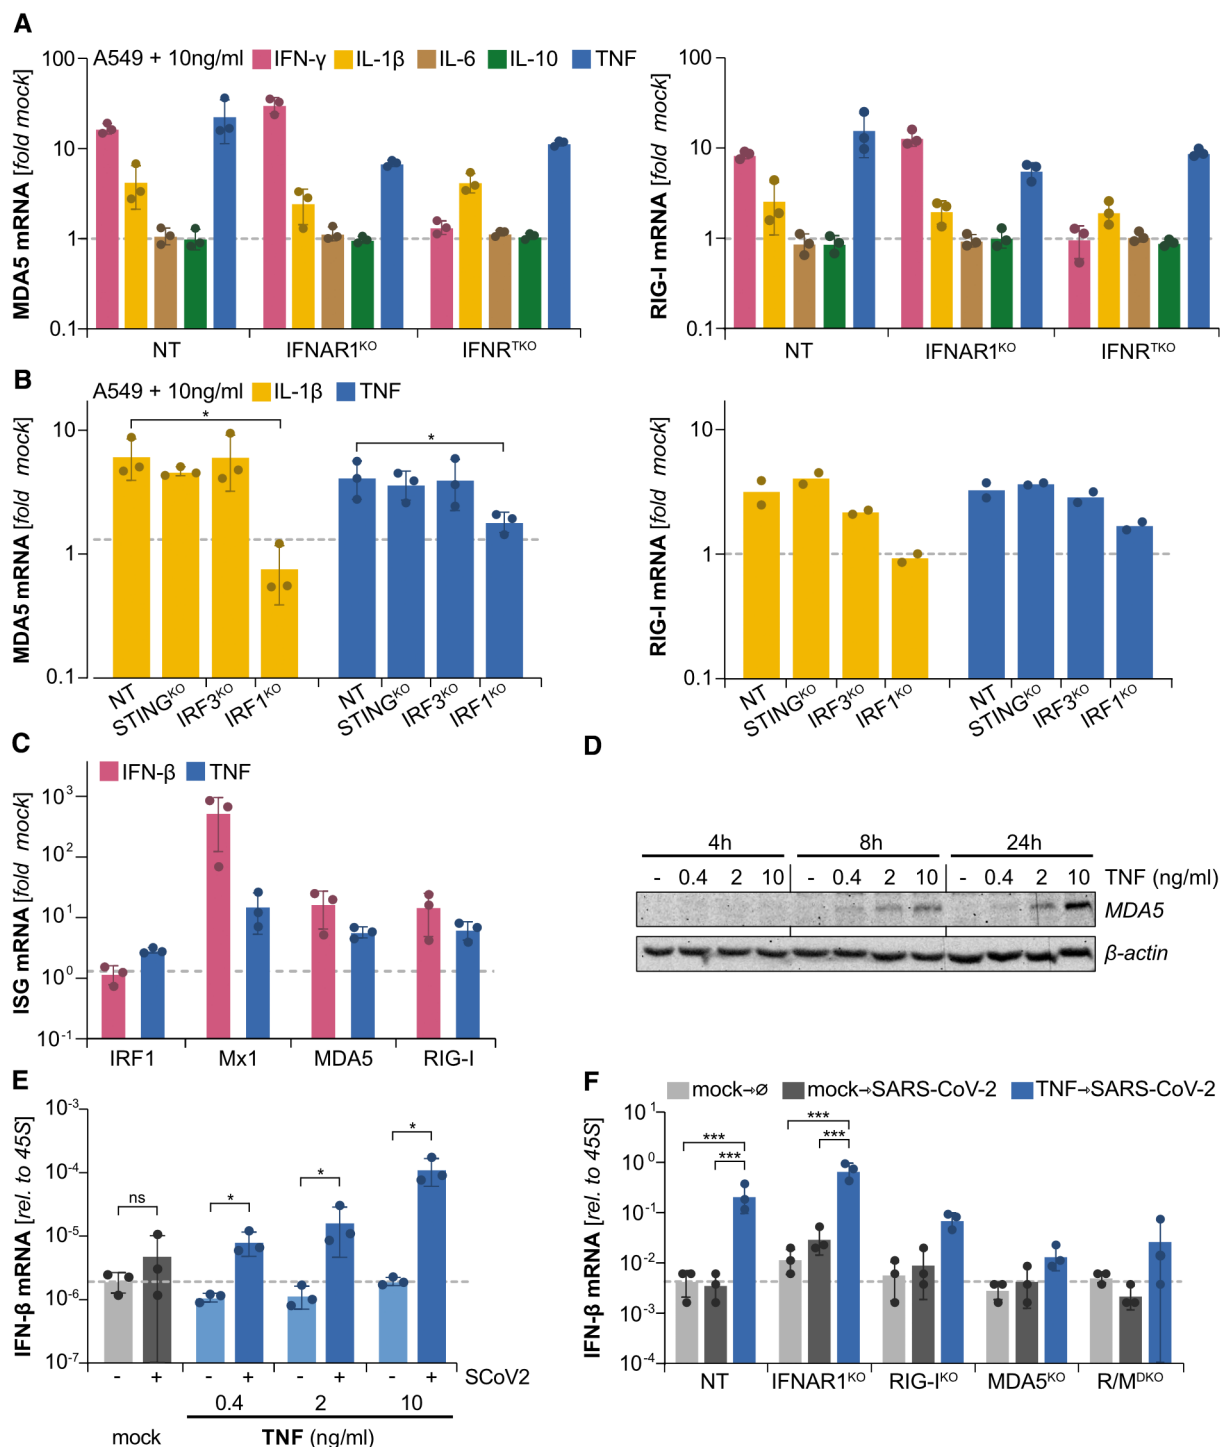 A
A549 + 10ng/ml IFN-γ IL-1β IL-6 IL-10 TNF
MDA5 mRNA [fold mock]
100
10
1
0.1
NT IFNAR1KO IFNRTKO
RIG-I mRNA [fold mock]
100
10
1
0.1
NT IFNAR1KO IFNRTKO
B
A549 + 10ng/ml IL-1β TNF
MDA5 mRNA [fold mock]
10
1
0.1
* *
NT STINGKO IRF3KO IRF1KO NT STINGKO IRF3KO IRF1KO
RIG-I mRNA [fold mock]
10
1
0.1
NT STINGKO IRF3KO IRF1KO NT STINGKO IRF3KO IRF1KO
C
IFN-β TNF
ISG mRNA [fold mock]
10³
10²
10¹
10⁰
10⁻¹
IRF1 Mx1 MDA5 RIG-I
D
4h 8h 24h
- 0.4 2 10 - 0.4 2 10 - 0.4 2 10 TNF (ng/ml)
MDA5
β-actin
E
IFN-β mRNA [rel. to 45S]
10⁻³
10⁻⁴
10⁻⁵
10⁻⁶
10⁻⁷
ns * * *
- + - + - + - + SCoV2
0.4 2 10
mock TNF (ng/ml)
F
mock→ø mock→SARS-CoV-2 TNF→SARS-CoV-2
IFN-β mRNA [rel. to 45S]
10¹
10⁰
10⁻¹
10⁻²
10⁻³
10⁻⁴
*** ***
*** ***
NT IFNAR1KO RIG-IKO MDA5KO R/MDKO